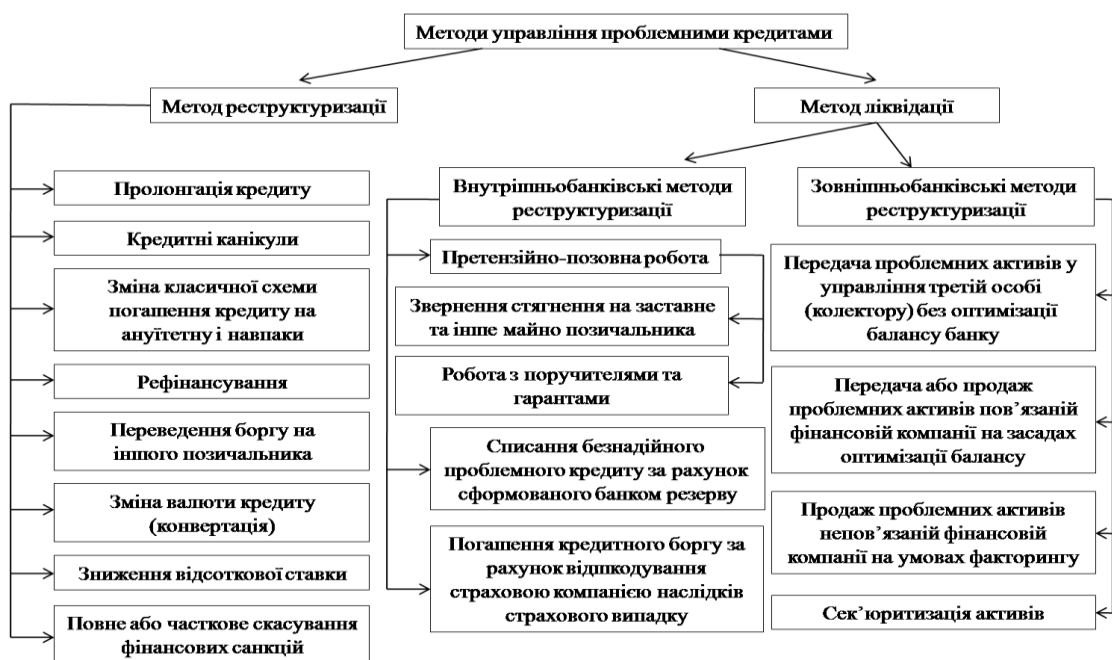 Методи управління проблемними кредитами
Метод реструктуризації
Метод ліквідації
Пролонгація кредиту
Кредитні канікули
Зміна класичної схеми
погашення кредиту на
ануїтетну і навпаки
Рефінансування
Переведення боргу на
іншого позичальника
Зміна валюти кредиту
(конвертація)
Зниження відсоткової ставки
Повне або часткове скасування
фінансових санкцій
Внутрішньобанківські методи
реструктуризації
Претензійно-позовна робота
Звернення стягнення на заставне
та інше майно позичальника
Робота з поручителями та
гарантами
Списання безнадійного
проблемного кредиту за рахунок
сформованого банком резерву
Погашення кредитного боргу за
рахунок відшкодування
страховою компанією наслідків
страхового випадку
Зовнішньобанківські методи
реструктуризації
Передача проблемних активів у
управління третій особі
(колектору) без оптимізації
балансу банку
Передача або продаж
проблемних активів пов’язаній
фінансовій компанії на засадах
оптимізації балансу
Продаж проблемних активів
непов’язаній фінансовій
компанії на умовах факторингу
Сек’юритизація активів